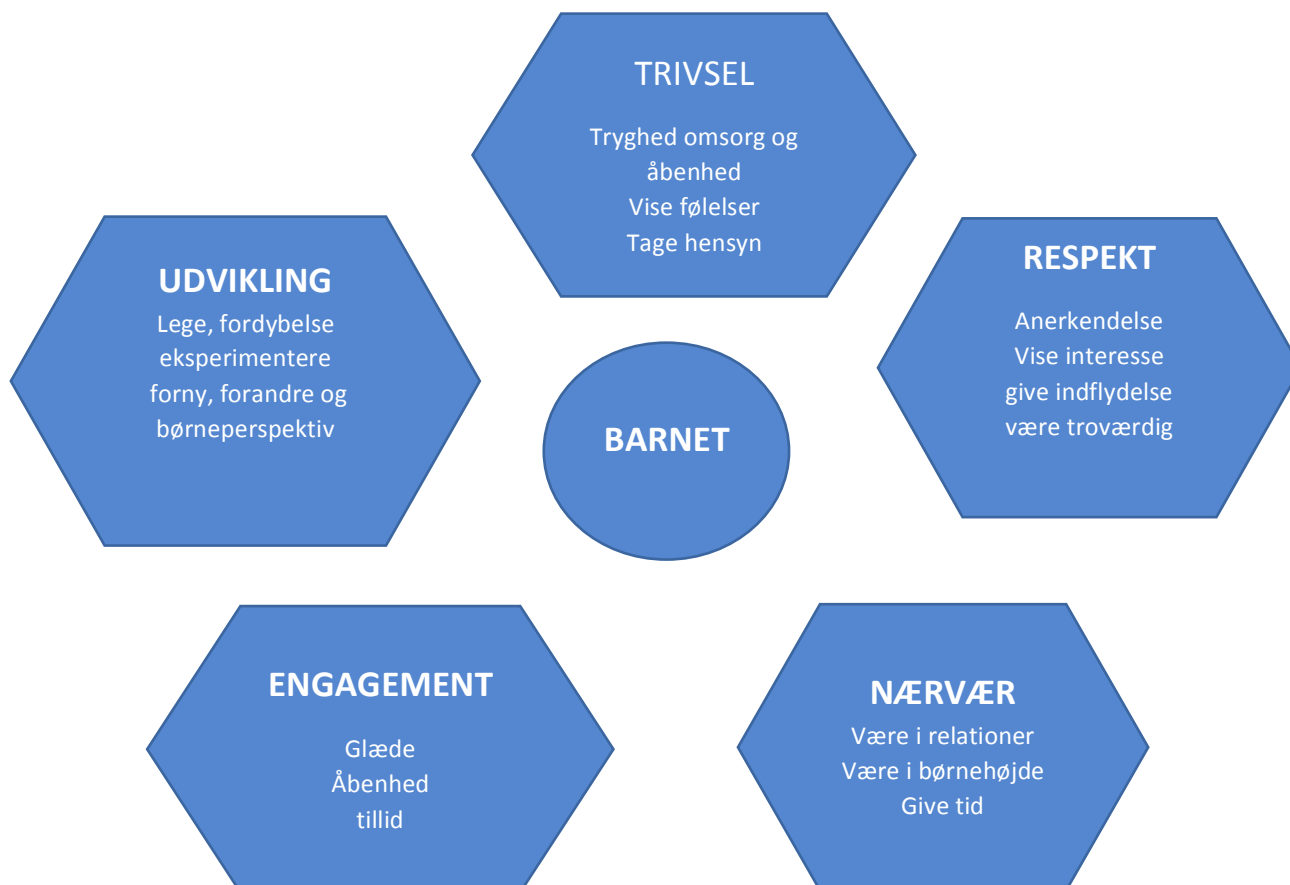 TRIVSEL
Tryghed omsorg og
åbenhed
Vise følelser
Tage hensyn
UDVIKLING
Lege, fordybelse
eksperimentere
forny, forandre og
børneperspektiv
RESPEKT
Anerkendelse
Vise interesse
give indflydelse
være troværdig
BARNET
ENGAGEMENT
Glæde
Åbenhed
tillid
NÆRVÆR
Være i relationer
Være i børnehøjde
Give tid